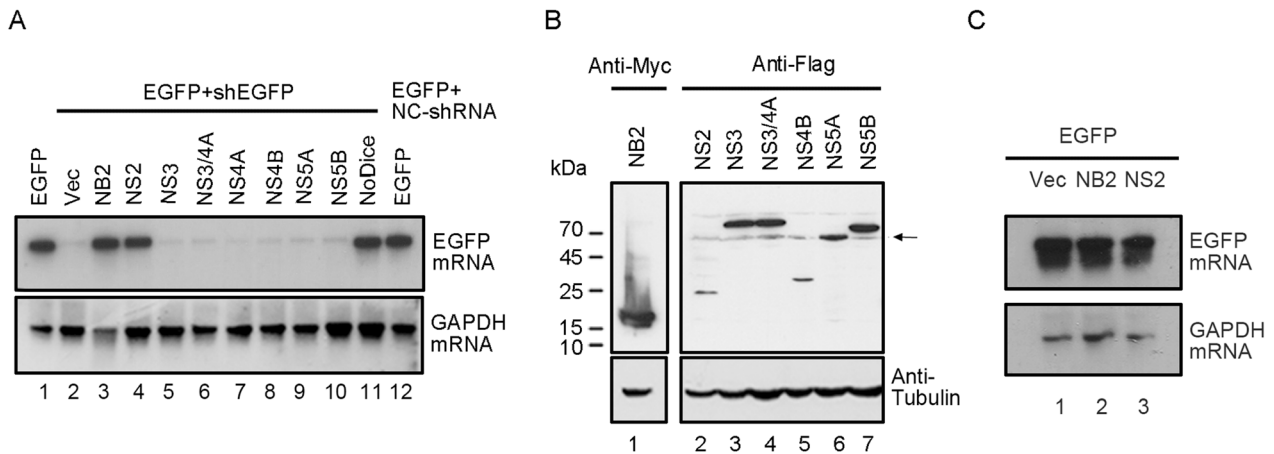 A
EGFP+shEGFP
EGFP+
NC-shRNA
EGFP
Vec
NB2
NS2
NS3
NS3/4A
NS4A
NS4B
NS5A
NS5B
NoDice
EGFP
EGFP
mRNA
GAPDH
mRNA
1 2 3 4 5 6 7 8 9 10 11 12
B
Anti-Myc Anti-Flag
NB2
NS2
NS3
NS3/4A
NS4B
NS5A
NS5B
kDa
70
45
25
15
10
Anti-
Tubulin
1 2 3 4 5 6 7
C
EGFP
Vec NB2 NS2
EGFP
mRNA
GAPDH
mRNA
1 2 3